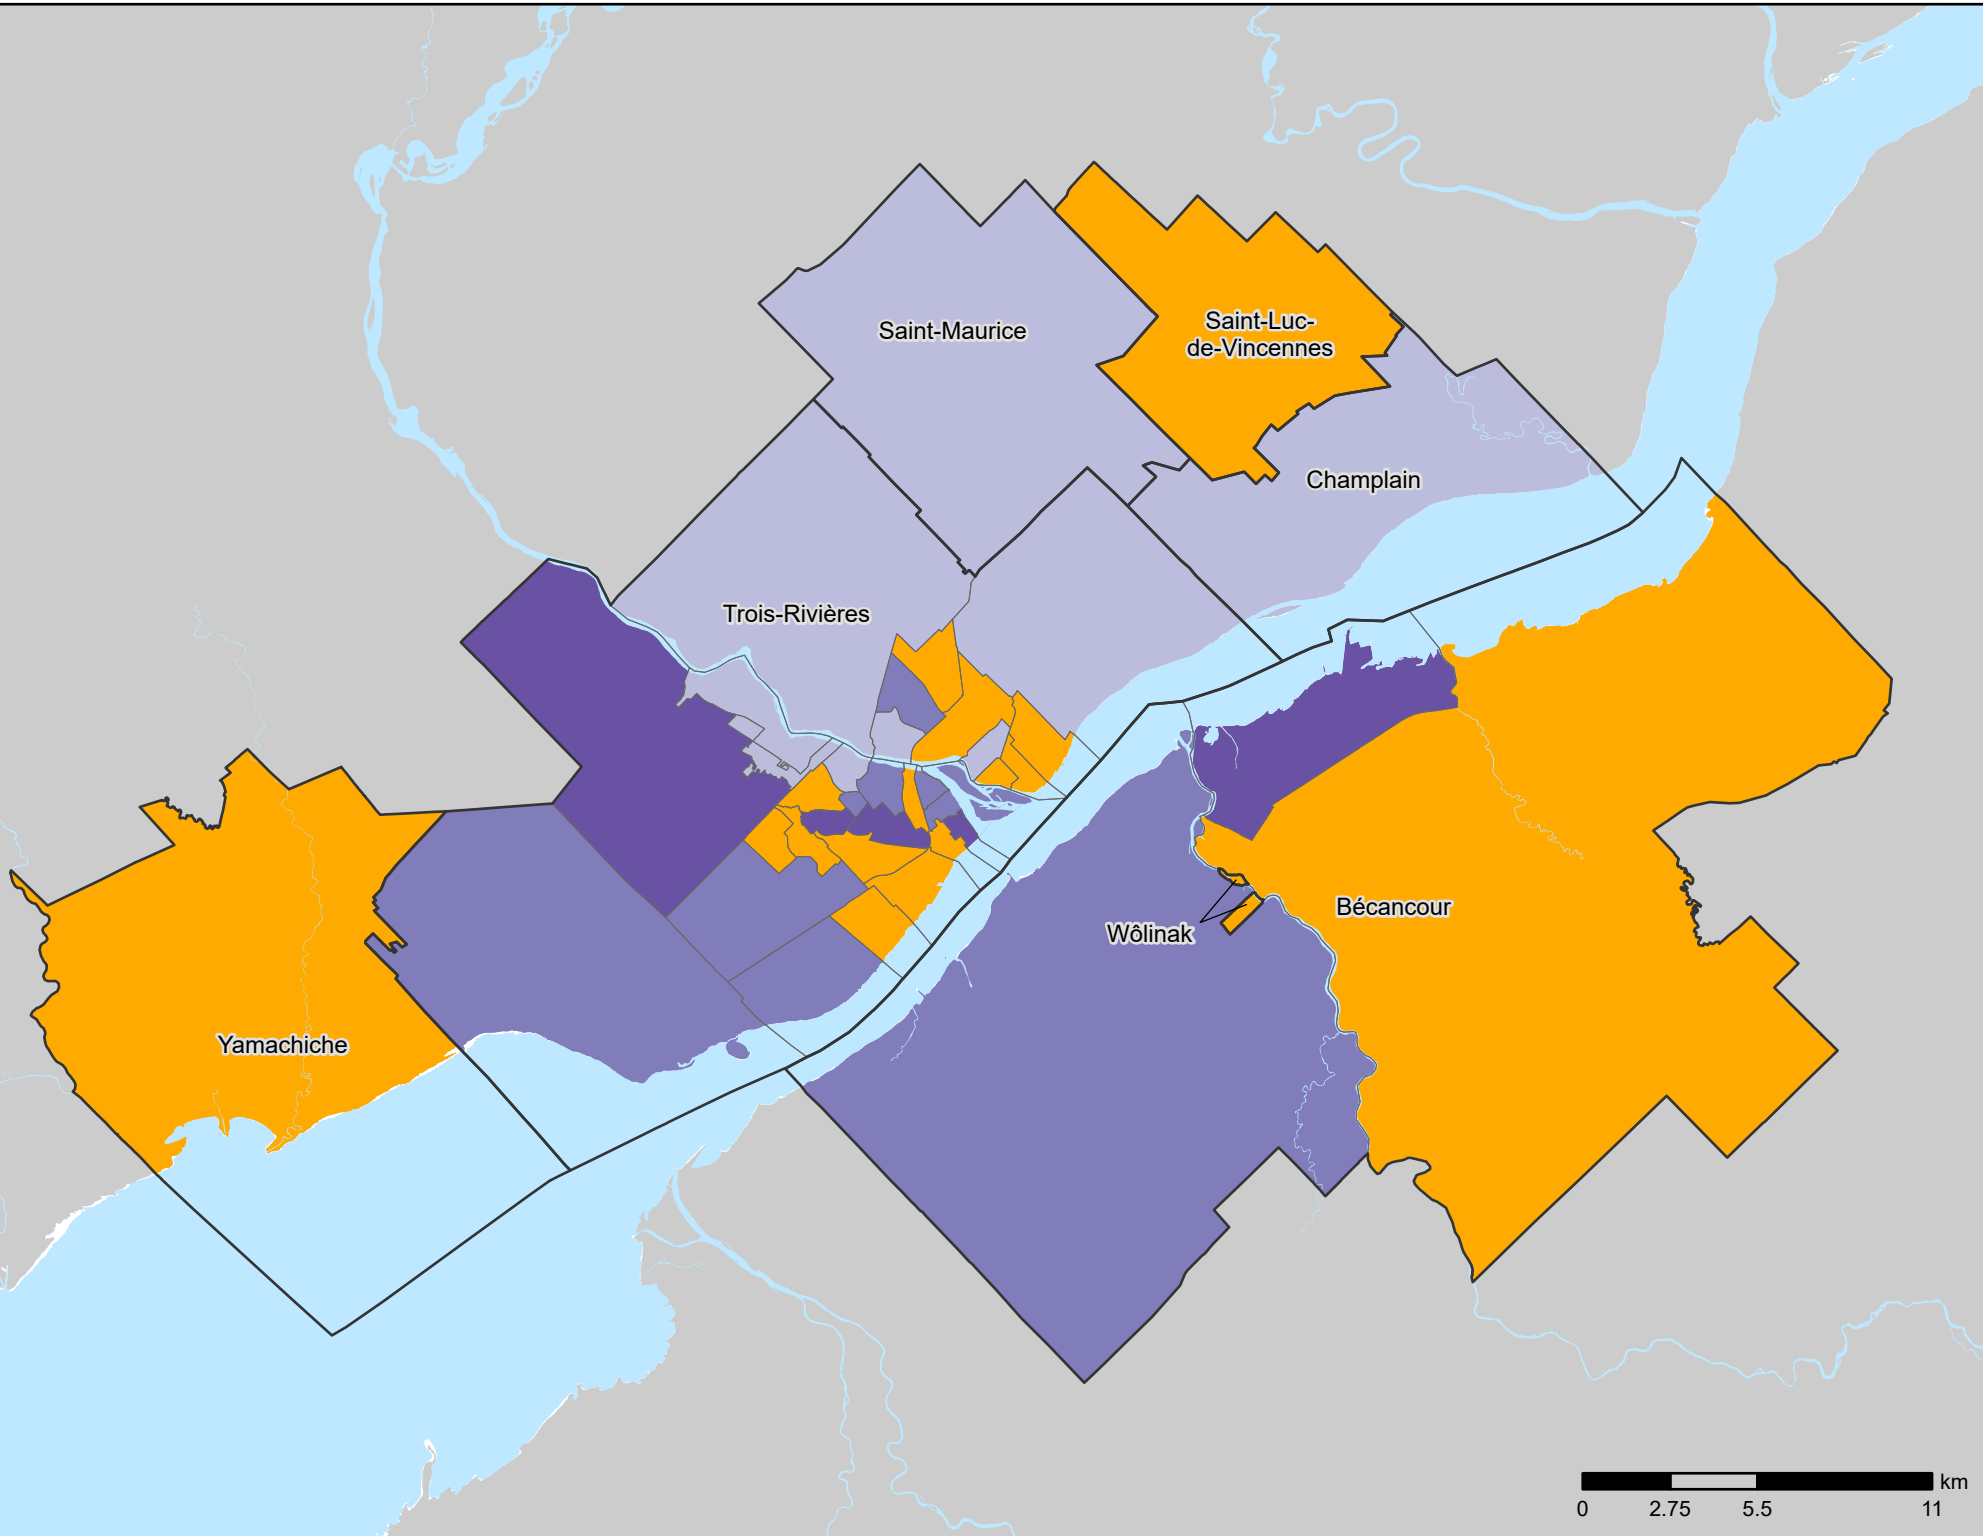 Saint-Maurice
Saint-Luc-
de-Vincennes
Champlain
Trois-Rivières
Bécancour
Wôlinak
Yamachiche
km
0 2.75 5.5 11